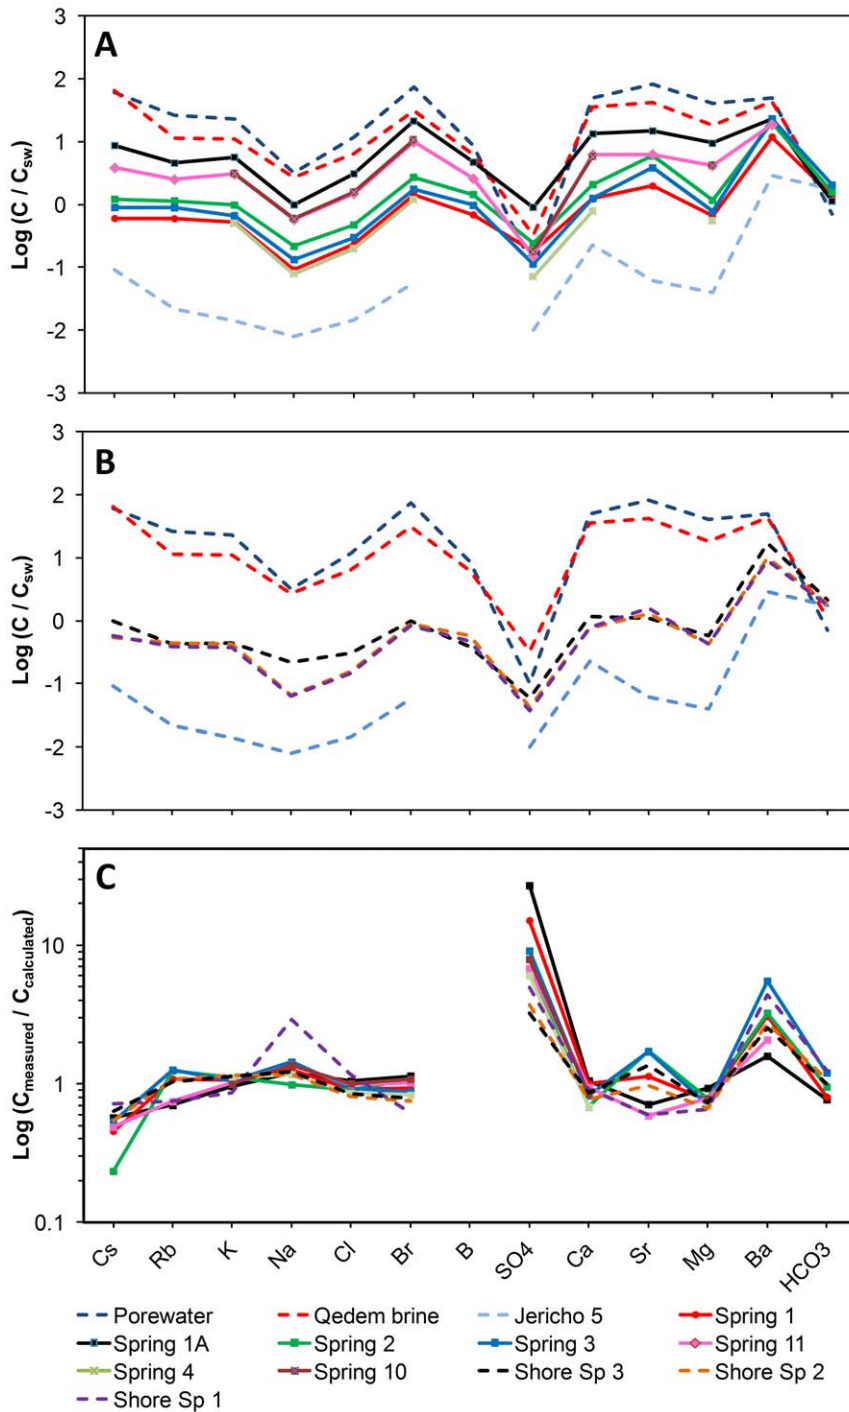 A
3
2
1
0
-1
-2
-3
Log (C / Csw)
B
3
2
1
0
-1
-2
-3
Log (C / Csw)
C
10
1
0.1
Log (Cmeasured / Ccalculated)
Cs Rb K Na Cl Br B SO4 Ca Sr Mg Ba HCO3
Porewater Qedem brine Jericho 5 Spring 1
Spring 1A Spring 2 Spring 3 Spring 11
Spring 4 Spring 10 Shore Sp 3 Shore Sp 2
Shore Sp 1